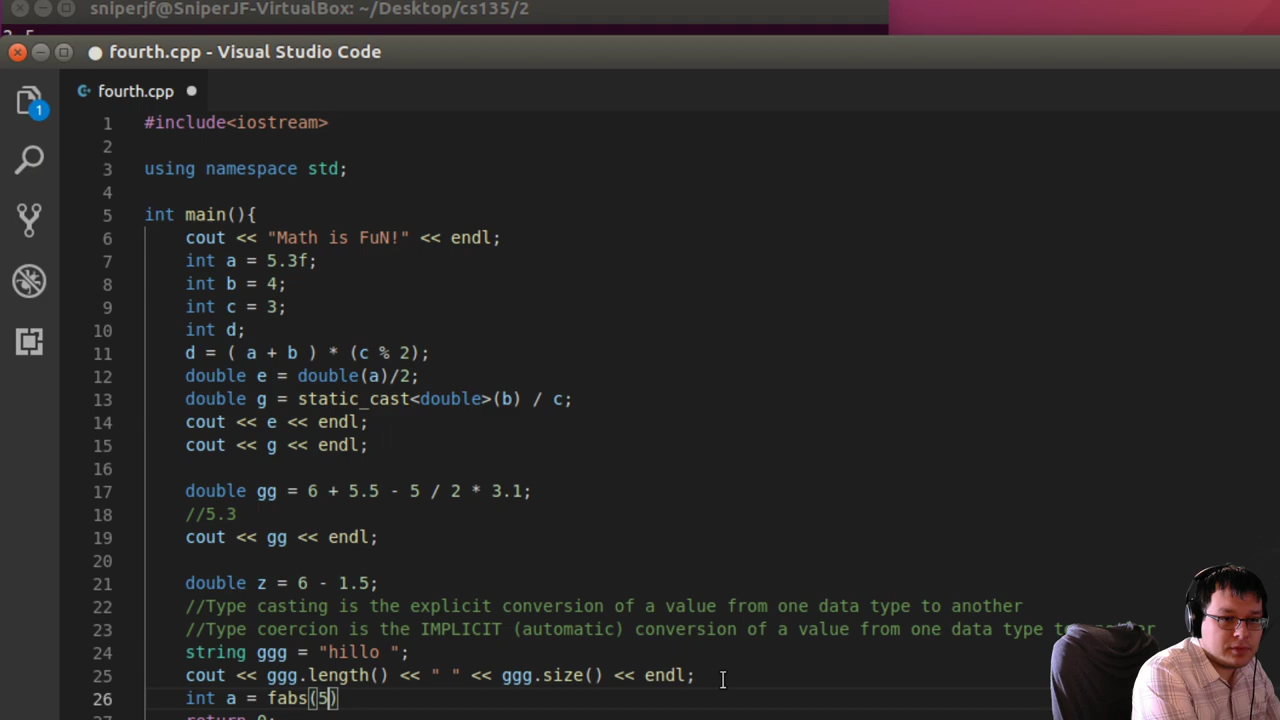 sniperjf@SniperJF-VirtualBox: ~/Desktop/cs135/2
fourth.cpp - Visual Studio Code
1
fourth.cpp
1 #include<iostream>
2
3 using namespace std;
4
5 int main(){
6 cout << "Math is FuN!" << endl;
7 int a = 5.3f;
8 int b = 4;
9 int c = 3;
10 int d;
11 d = ( a + b ) * (c % 2);
12 double e = double(a)/2;
13 double g = static_cast<double>(b) / c;
14 cout << e << endl;
15 cout << g << endl;
16
17 double gg = 6 + 5.5 - 5 / 2 * 3.1;
18 //5.3
19 cout << gg << endl;
20
21 double z = 6 - 1.5;
22 //Type casting is the explicit conversion of a value from one data type to another
23 //Type coercion is the IMPLICIT (automatic) conversion of a value from one data type
24 string ggg = "hillo ";
25 cout << ggg.length() << " " << ggg.size() << endl;
26 int a = fabs(5)
27 return 0;